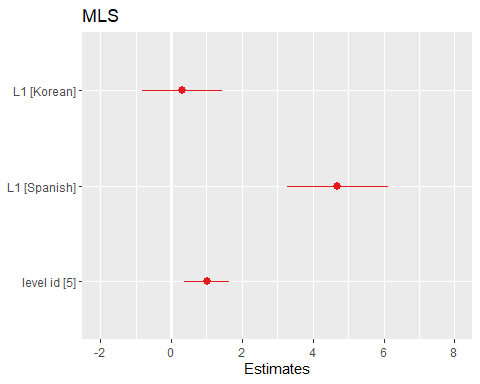 MLS
L1 [Korean]
L1 [Spanish]
level id [5]
-2 0 2 4 6 8
Estimates